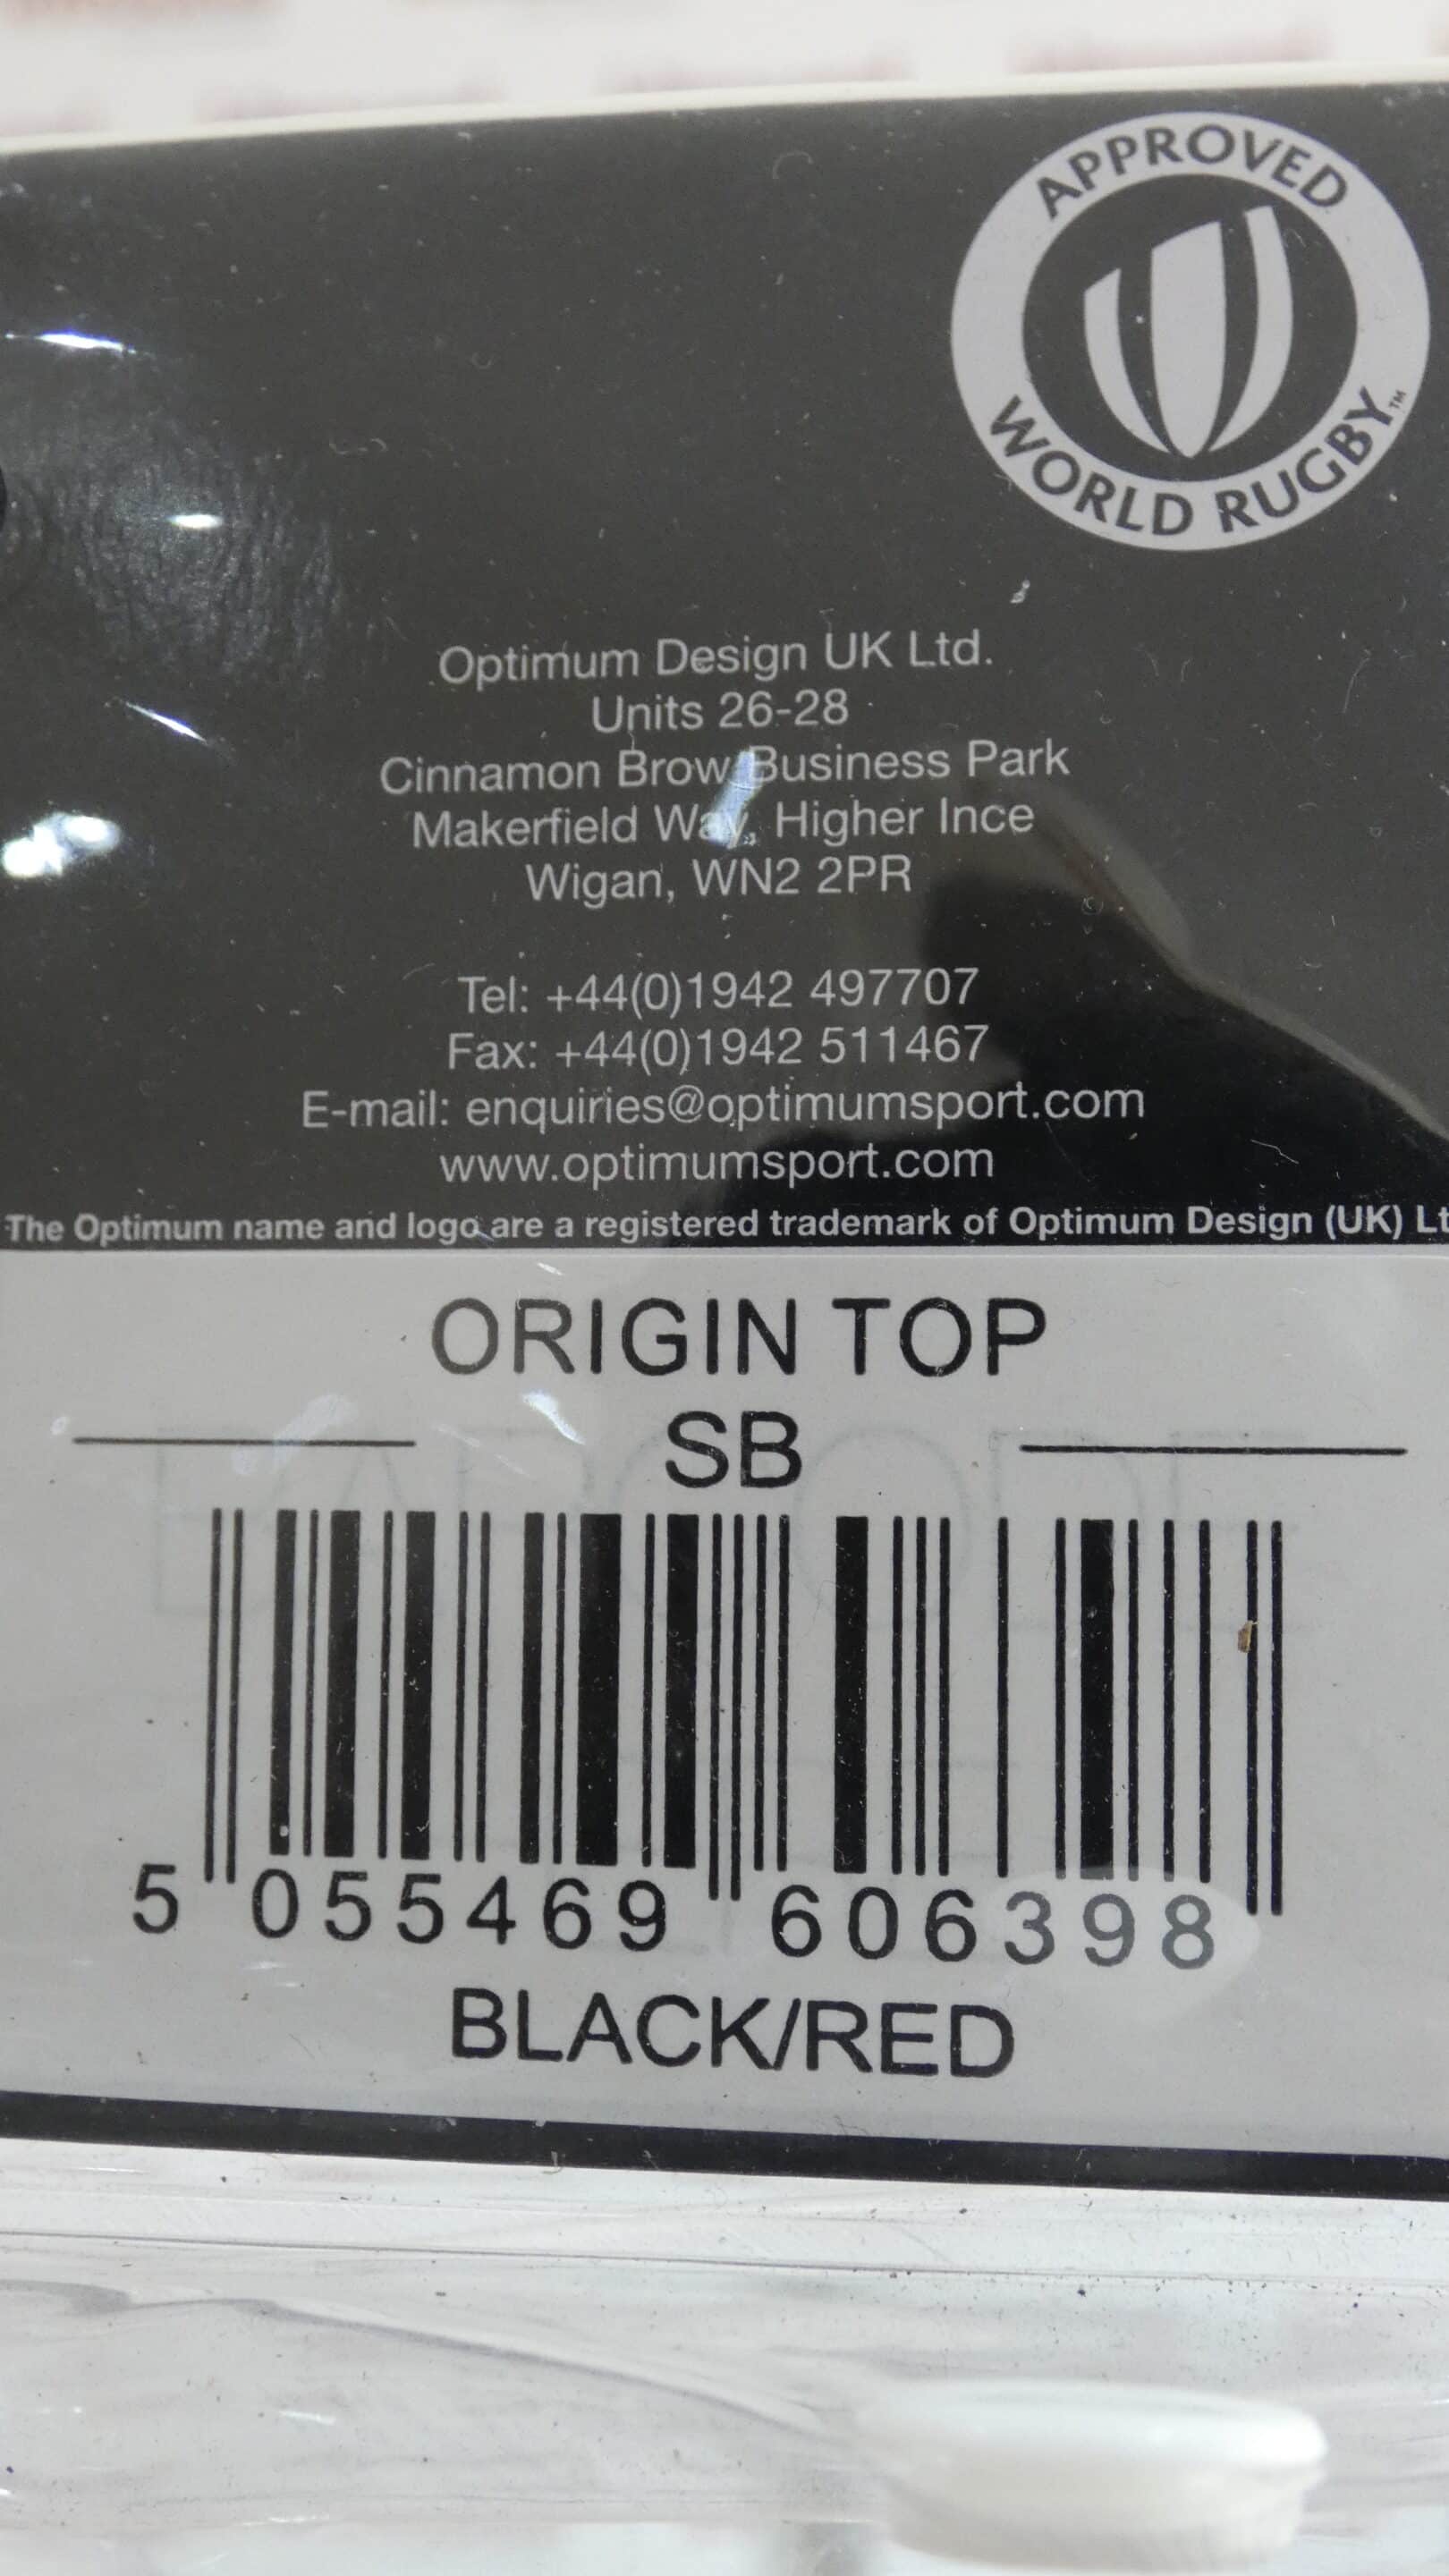 APPROVED
WORLD RUGBY™
Optimum Design UK Ltd.
Units 26-28
Cinnamon Brow Business Park
Makerfield Way, Higher Ince
Wigan, WN2 2PR
Tel: +44(0)1942 497707
Fax: +44(0)1942 511467
E-mail: enquiries@optimumsport.com
www.optimumsport.com
The Optimum name and logo are a registered trademark of Optimum Design (UK) Lt
ORIGIN TOP
SB
5 055469 606398
BLACK/RED